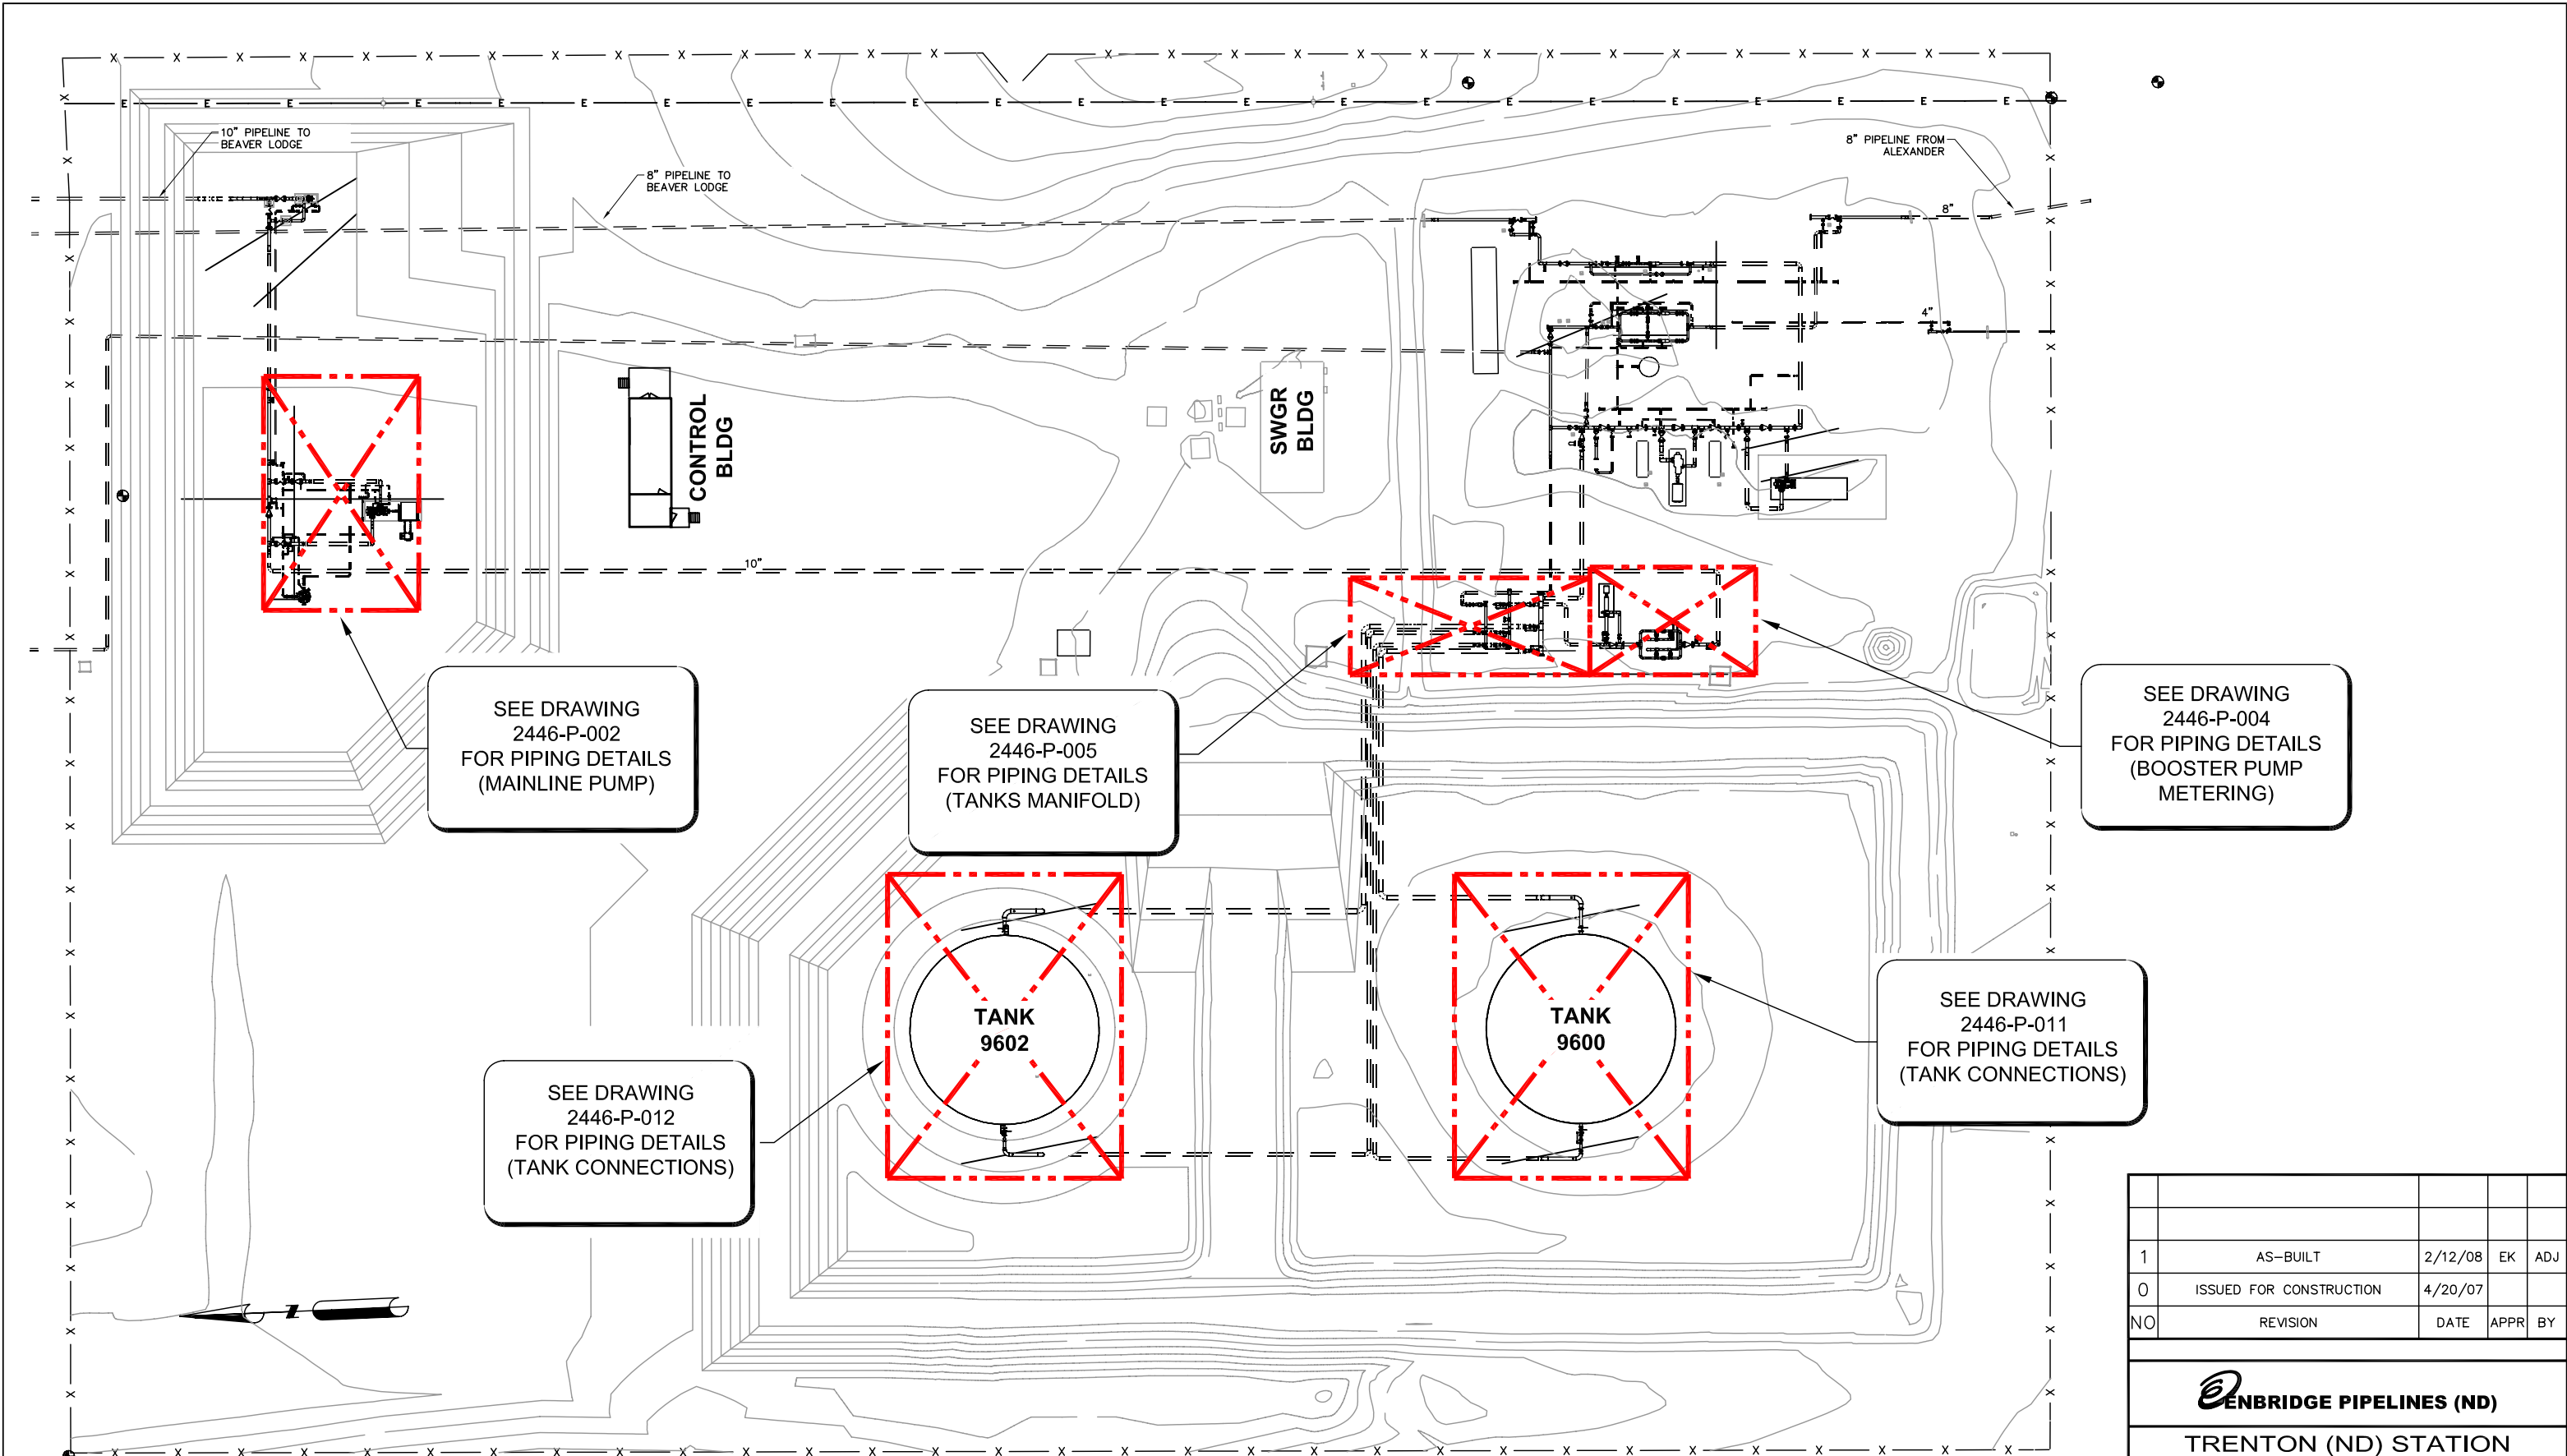 10" PIPELINE TO
BEAVER LODGE
8" PIPELINE TO
BEAVER LODGE
8" PIPELINE FROM
ALEXANDER
8"
4"
CONTROL
BLDG
SWGR
BLDG
10"
SEE DRAWING
2446-P-002
FOR PIPING DETAILS
(MAINLINE PUMP)
SEE DRAWING
2446-P-005
FOR PIPING DETAILS
(TANKS MANIFOLD)
SEE DRAWING
2446-P-004
FOR PIPING DETAILS
(BOOSTER PUMP
METERING)
TANK
9602
TANK
9600
SEE DRAWING
2446-P-011
FOR PIPING DETAILS
(TANK CONNECTIONS)
SEE DRAWING
2446-P-012
FOR PIPING DETAILS
(TANK CONNECTIONS)
Z
1 AS-BUILT 2/12/08 EK ADJ
0 ISSUED FOR CONSTRUCTION 4/20/07
NO REVISION DATE APPR BY
ENBRIDGE PIPELINES (ND)
TRENTON (ND) STATION